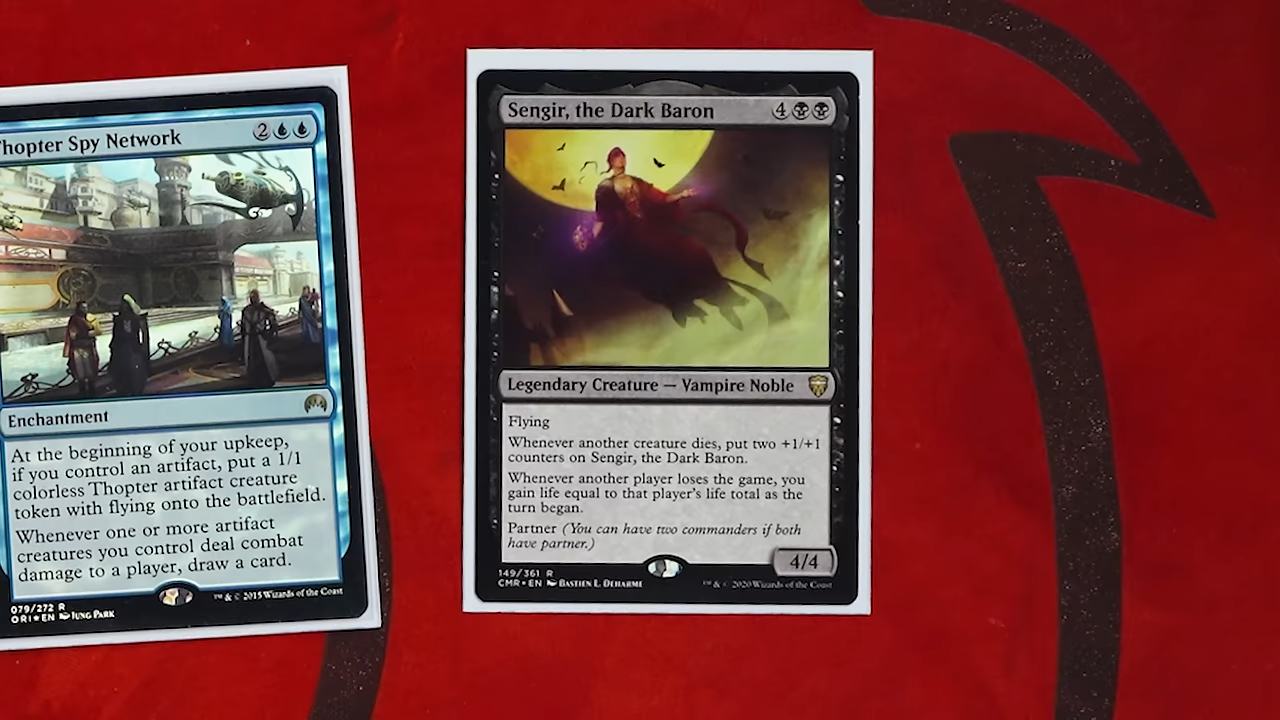 Thopter Spy Network 2
Enchantment
At the beginning of your upkeep,
if you control an artifact, put a 1/1
colorless Thopter artifact creature
token with flying onto the battlefield.
Whenever one or more artifact
creatures you control deal combat
damage to a player, draw a card.
079/272 R
ORI★EN JUNG PARK
™ & © 2015 Wizards of the Coast
Sengir, the Dark Baron 4
Legendary Creature — Vampire Noble
Flying
Whenever another creature dies, put two +1/+1
counters on Sengir, the Dark Baron.
Whenever another player loses the game, you
gain life equal to that player's life total as the
turn began.
Partner (You can have two commanders if both
have partner.)
4/4
149/361 R
CMR•EN BASTIEN L. DEHARME
™ & © 2020 Wizards of the Coast